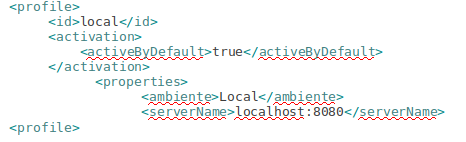 <profile>
<id>local</id>
<activation>
<activeByDefault>true</activeByDefault>
</activation>
<properties>
<ambiente>Local</ambiente>
<serverName>localhost:8080</serverName>
<profile>